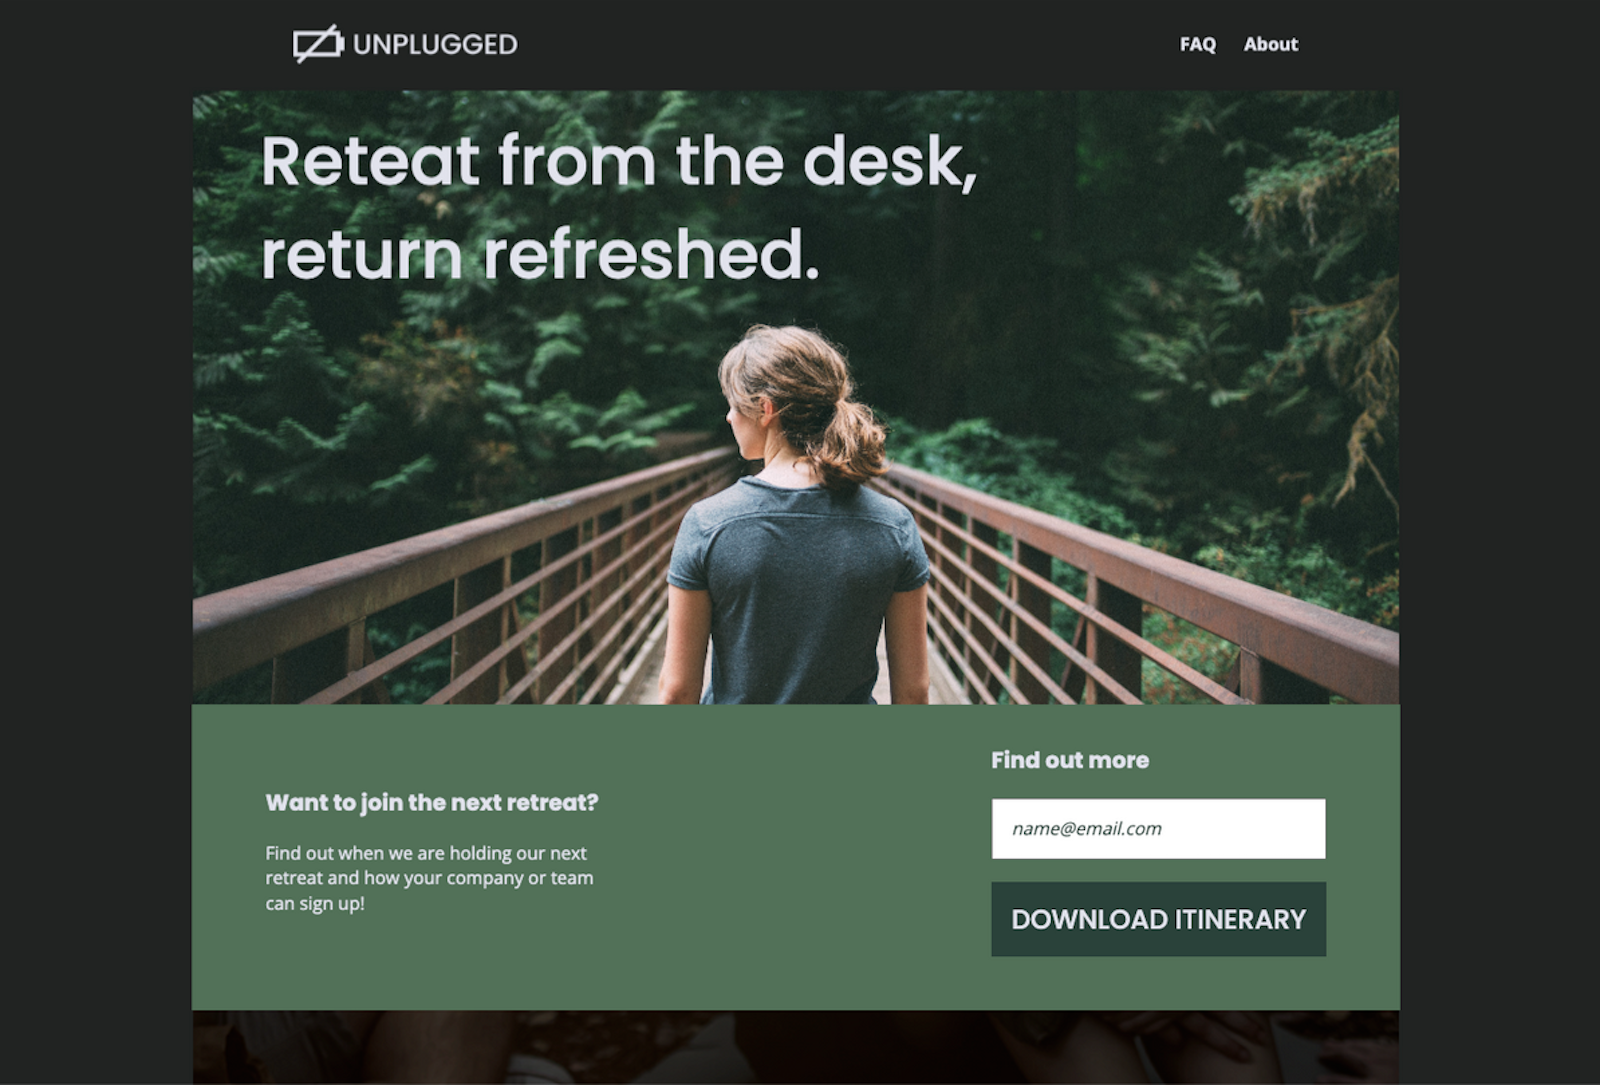 UNPLUGGED
FAQ About
Reteat from the desk,
return refreshed.
Want to join the next retreat?
Find out when we are holding our next
retreat and how your company or team
can sign up!
Find out more
name@email.com
DOWNLOAD ITINERARY